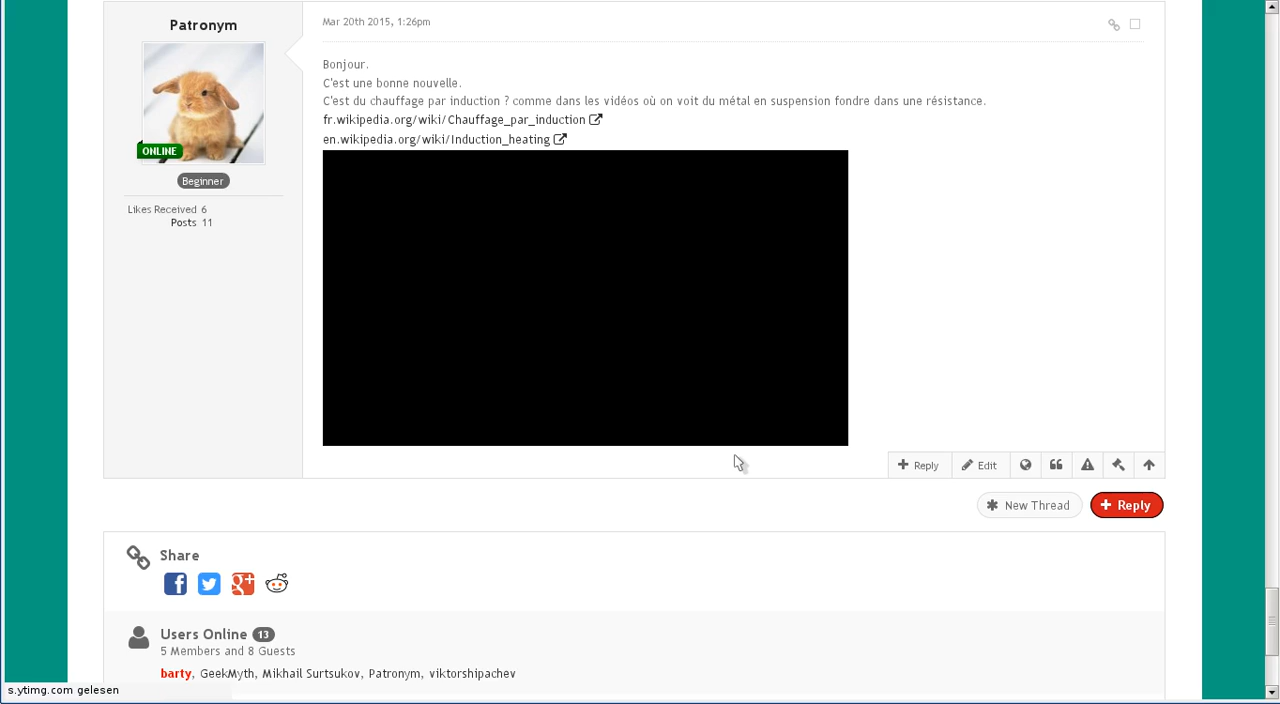 Patronym
Mar 20th 2015, 1:26pm
Bonjour.
C'est une bonne nouvelle.
C'est du chauffage par induction ? comme dans les vidéos où on voit du métal en suspension fondre dans une résistance.
fr.wikipedia.org/wiki/Chauffage_par_induction
en.wikipedia.org/wiki/Induction_heating
ONLINE
Beginner
Likes Received 6
Posts 11
Reply
Edit
New Thread
Reply
Share
Users Online 13
5 Members and 8 Guests
barty, GeekMyth, Mikhail Surtsukov, Patronym, viktorshipachev
s.ytimg.com gelesen